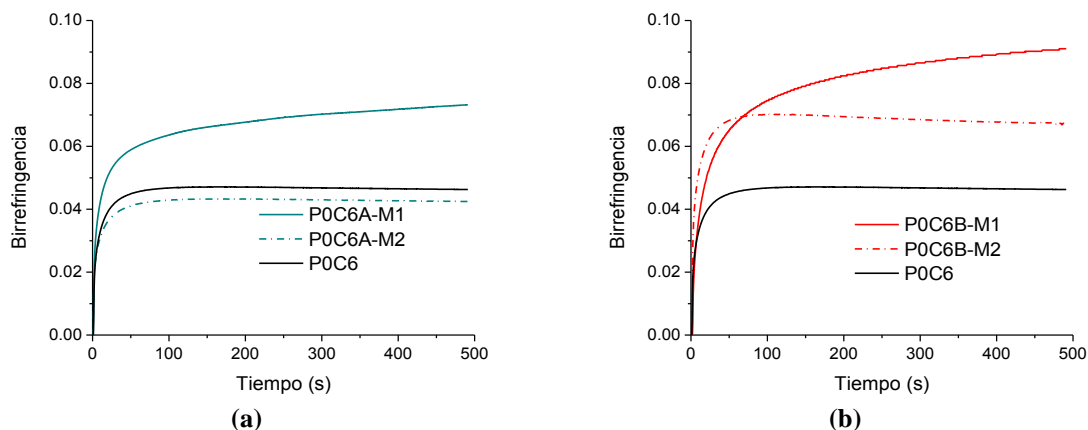 0.10
0.08
0.06
0.04
0.02
0.00
Birrefringencia
P0C6A-M1
P0C6A-M2
P0C6
0 100 200 300 400 500
Tiempo (s)
(a)
0.10
0.08
0.06
0.04
0.02
0.00
Birrefringencia
P0C6B-M1
P0C6B-M2
P0C6
0 100 200 300 400 500
Tiempo (s)
(b)